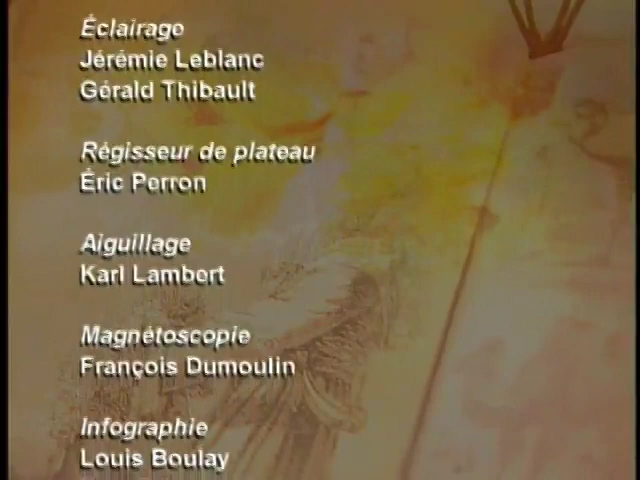 Éclairage
Jérémie Leblanc
Gérald Thibault
Régisseur de plateau
Éric Perron
Aiguillage
Karl Lambert
Magnétoscopie
François Dumoulin
Infographie
Louis Boulay